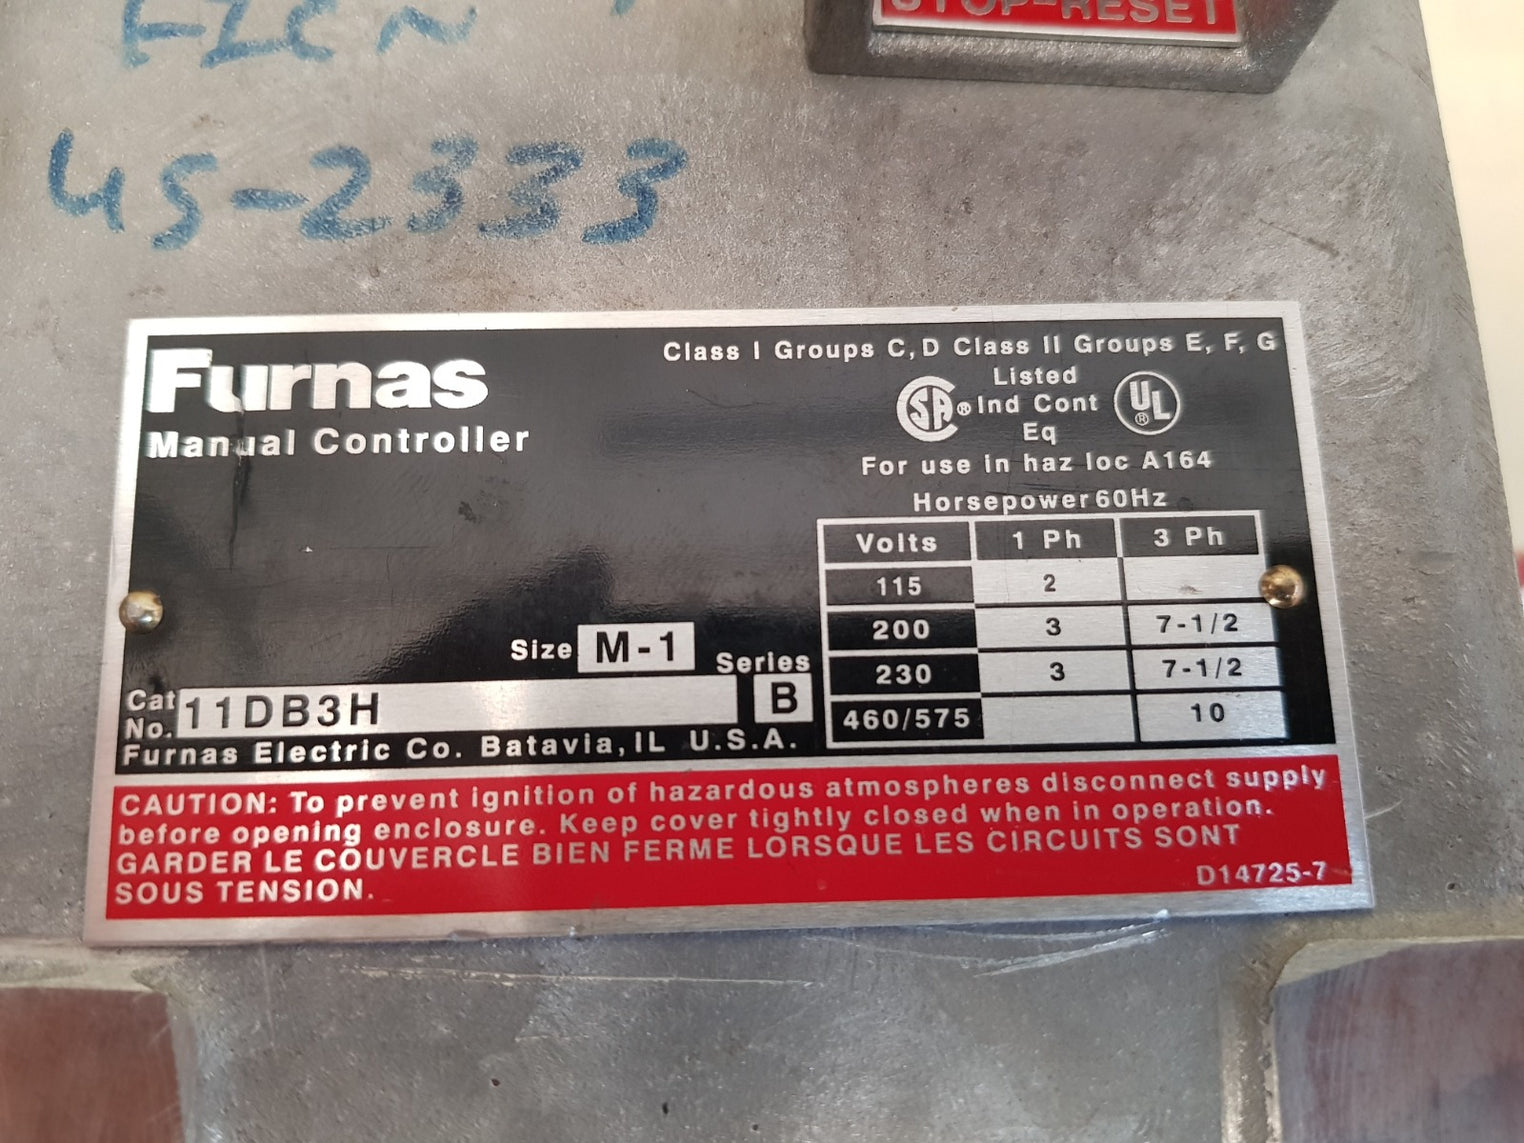 STOP-RESET
45-2333
Furnas
Manual Controller
Class I Groups C, D Class II Groups E, F, G
SA ® Listed Ind Cont Eq UL ®
For use in haz loc A164
Horsepower 60Hz
Volts 1 Ph 3 Ph
115 2
200 3 7-1/2
230 3 7-1/2
460/575 10
Size M-1
Series B
Cat No. 11DB3H
Furnas Electric Co. Batavia, IL U.S.A.
CAUTION: To prevent ignition of hazardous atmospheres disconnect supply
before opening enclosure. Keep cover tightly closed when in operation.
GARDER LE COUVERCLE BIEN FERME LORSQUE LES CIRCUITS SONT
SOUS TENSION.
D14725-7